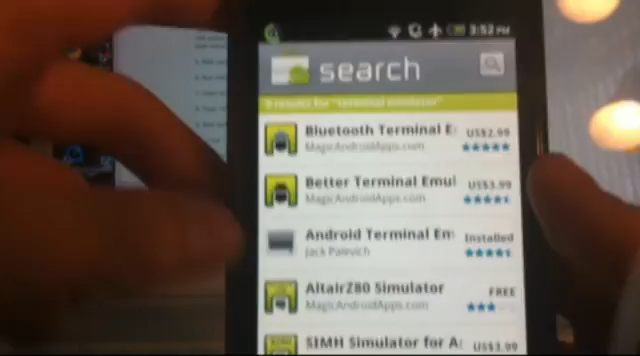 3:52 PM
search
9 results for "terminal emulator"
Bluetooth Terminal E
US$2.99
MagicAndroidApps.com
Better Terminal Emul
US$3.99
MagicAndroidApps.com
Android Terminal Em
Installed
Jack Palevich
AltairZ80 Simulator
FREE
MagicAndroidApps.com
SIMH Simulator for A
US$3.99